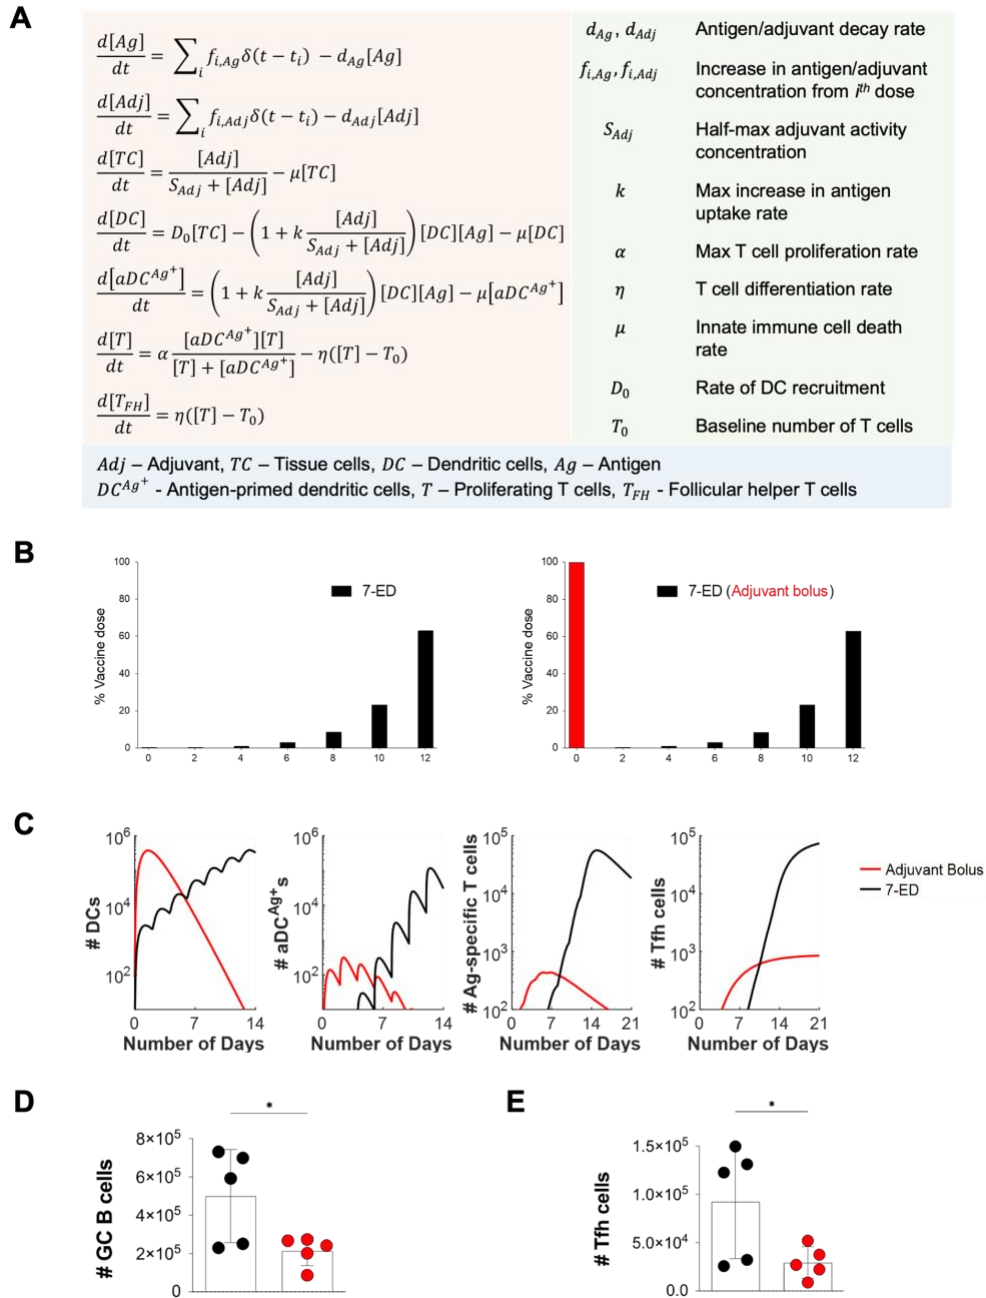 A
d[Ag]/dt = ∑_i f_{i,Ag} δ(t − t_i) − d_{Ag}[Ag]
d[Adj]/dt = ∑_i f_{i,Adj} δ(t − t_i) − d_{Adj}[Adj]
d[TC]/dt = [Adj]/(S_{Adj} + [Adj]) − μ[TC]
d[DC]/dt = D_0[TC] − (1 + k [Adj]/(S_{Adj} + [Adj])) [DC][Ag] − μ[DC]
d[aDC^{Ag+}]/dt = (1 + k [Adj]/(S_{Adj} + [Adj])) [DC][Ag] − μ[aDC^{Ag+}]
d[T]/dt = α [aDC^{Ag+}][T]/([T] + [aDC^{Ag+}]) − η([T] − T_0)
d[T_{FH}]/dt = η([T] − T_0)
d_{Ag}, d_{Adj} Antigen/adjuvant decay rate
f_{i,Ag}, f_{i,Adj} Increase in antigen/adjuvant
concentration from i^{th} dose
S_{Adj} Half-max adjuvant activity
concentration
k Max increase in antigen
uptake rate
α Max T cell proliferation rate
η T cell differentiation rate
μ Innate immune cell death
rate
D_0 Rate of DC recruitment
T_0 Baseline number of T cells
Adj – Adjuvant, TC – Tissue cells, DC – Dendritic cells, Ag – Antigen
DC^{Ag+} - Antigen-primed dendritic cells, T – Proliferating T cells, T_{FH} - Follicular helper T cells
B
% Vaccine dose
100
80
60
40
20
0
0 2 4 6 8 10 12
7-ED
% Vaccine dose
100
80
60
40
20
0
0 2 4 6 8 10 12
7-ED (Adjuvant bolus)
C
# DCs
10^6
10^4
10^2
0 7 14
Number of Days
# aDC^{Ag+}s
10^6
10^4
10^2
0 7 14
Number of Days
# Ag-specific T cells
10^5
10^4
10^3
10^2
0 7 14 21
Number of Days
# Tfh cells
10^5
10^4
10^3
10^2
0 7 14 21
Number of Days
Adjuvant Bolus
7-ED
D
# GC B cells
8×10^5
6×10^5
4×10^5
2×10^5
0
*
E
# Tfh cells
1.5×10^5
1.0×10^5
5.0×10^4
0.0
*